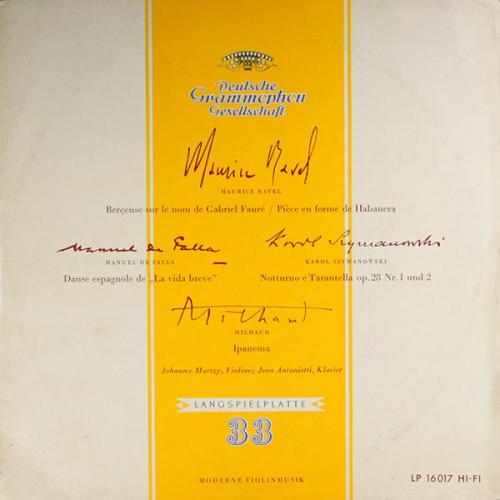 Deutsche
Grammophon
Gesellschaft
Maurice Ravel
MAURICE RAVEL
Berçeuse sur le nom de Gabriel Fauré / Pièce en forme de Habanera
Manuel de Falla
MANUEL DE FALLA
Danse espagnole de „La vida breve"
Karol Szymanowski
KAROL SZYMANOWSKI
Notturno e Tarantella op. 28 Nr. 1 und 2
Milhaud
MILHAUD
Ipanema
Johanna Martzy, Violine; Jean Antonietti, Klavier
LANGSPIELPLATTE
33
MODERNE VIOLINMUSIK
LP 16017 HI-FI